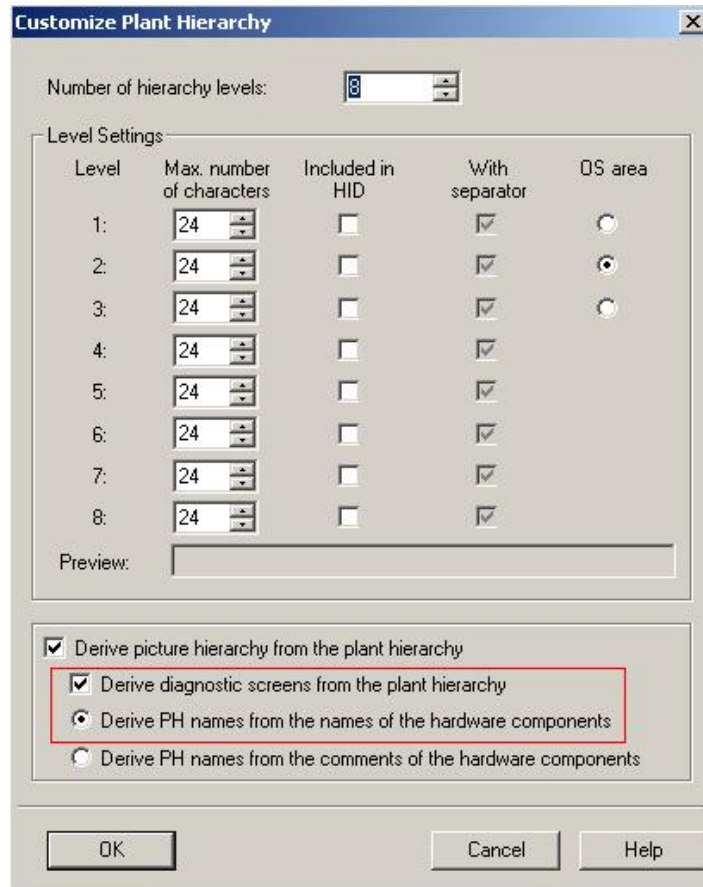 Customize Plant Hierarchy
Number of hierarchy levels: 8
Level Settings
Level Max. number of characters Included in HID With separator OS area
1: 24
2: 24
3: 24
4: 24
5: 24
6: 24
7: 24
8: 24
Preview:
Derive picture hierarchy from the plant hierarchy
Derive diagnostic screens from the plant hierarchy
Derive PH names from the names of the hardware components
Derive PH names from the comments of the hardware components
OK Cancel Help